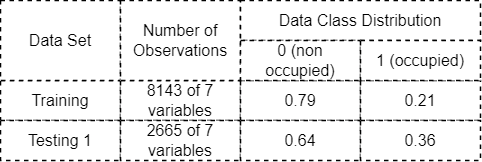 Data Set
Number of
Observations
Data Class Distribution
0 (non
occupied)
1 (occupied)
Training
8143 of 7
variables
0.79
0.21
Testing 1
2665 of 7
variables
0.64
0.36